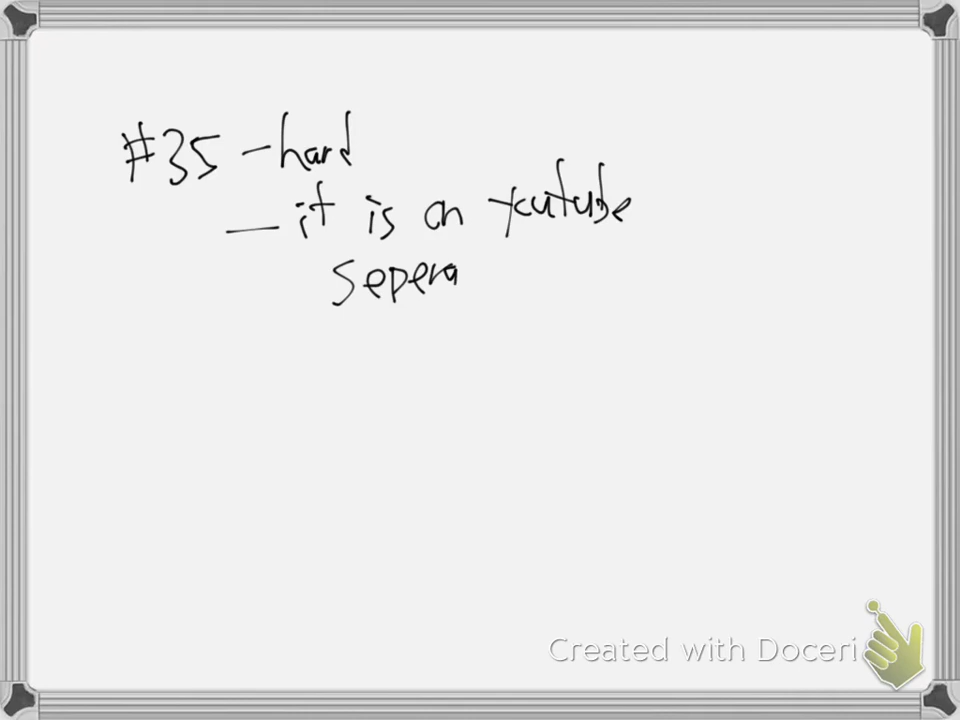 #35 - hard
— it is on youtube
sepera
Created with Doceri